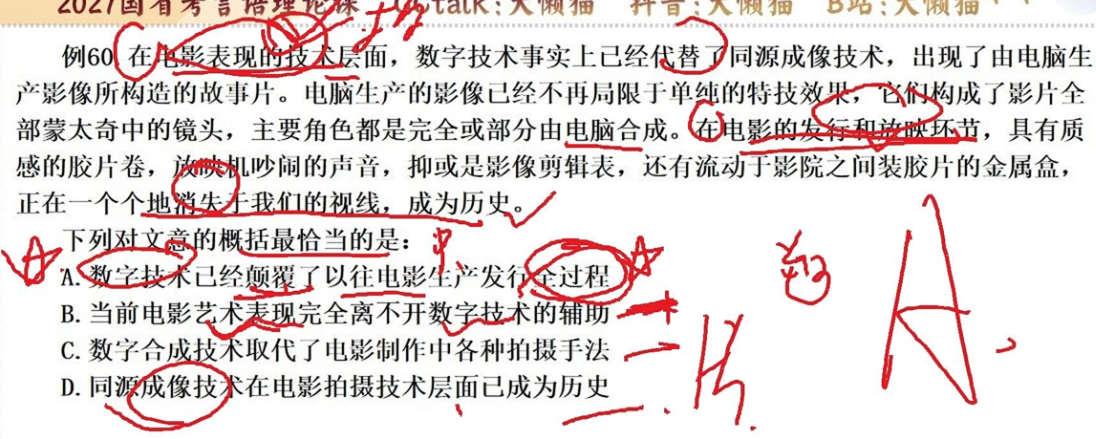 2027国省考言语理论课 talk:大懒猫 抖音:大懒猫 B站:大懒猫
例60 在电影表现的技术层面，数字技术事实上已经代替了同源成像技术，出现了由电脑生
产影像所构造的故事片。电脑生产的影像已经不再局限于单纯的特技效果，它们构成了影片全
部蒙太奇中的镜头，主要角色都是完全或部分由电脑合成。在电影的发行和放映环节，具有质
感的胶片卷，放映机吵闹的声音，抑或是影像剪辑表，还有流动于影院之间装胶片的金属盒，
正在一个个地消失于我们的视线，成为历史。
下列对文意的概括最恰当的是：
A. 数字技术已经颠覆了以往电影生产发行全过程
B. 当前电影艺术表现完全离不开数字技术的辅助
C. 数字合成技术取代了电影制作中各种拍摄手法
D. 同源成像技术在电影拍摄技术层面已成为历史
A